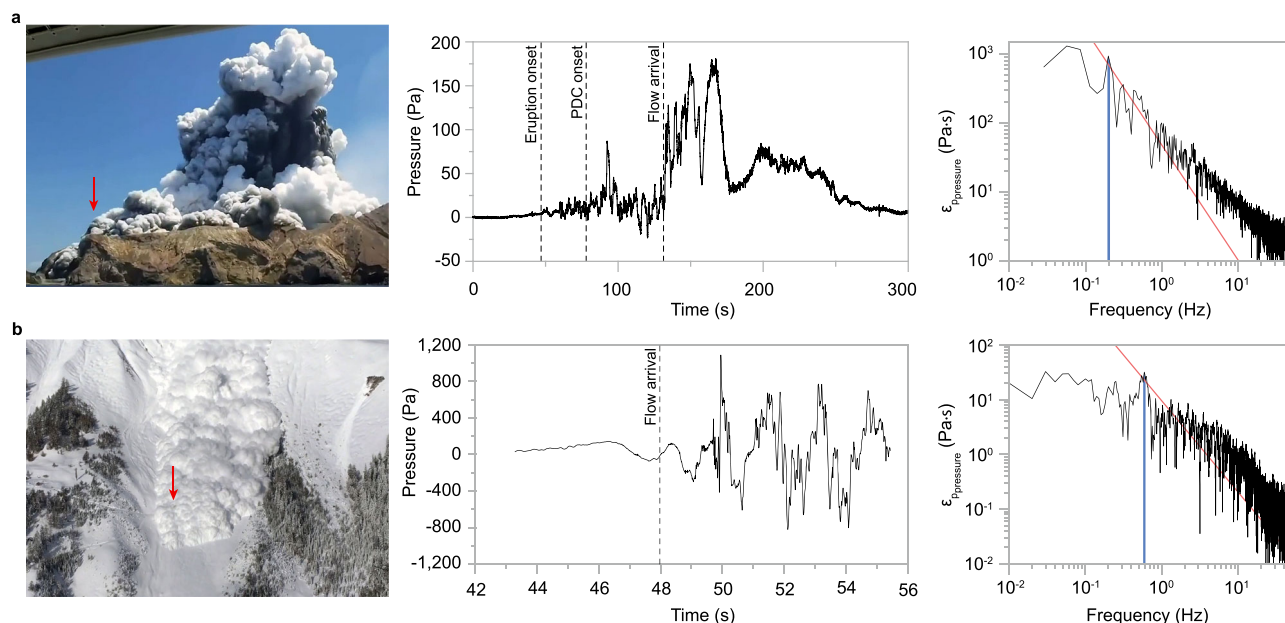 a
200
150
100
50
0
-50
Pressure (Pa)
Eruption onset
PDC onset
Flow arrival
0
100
200
300
Time (s)
10³
10²
10¹
10⁰
ε_p_pressure (Pa·s)
10⁻² 10⁻¹ 10⁰ 10¹
Frequency (Hz)
b
1,200
800
400
0
-400
-800
-1,200
Pressure (Pa)
Flow arrival
42 44 46 48 50 52 54 56
Time (s)
10²
10¹
10⁰
10⁻¹
10⁻²
ε_p_pressure (Pa·s)
10⁻² 10⁻¹ 10⁰ 10¹
Frequency (Hz)